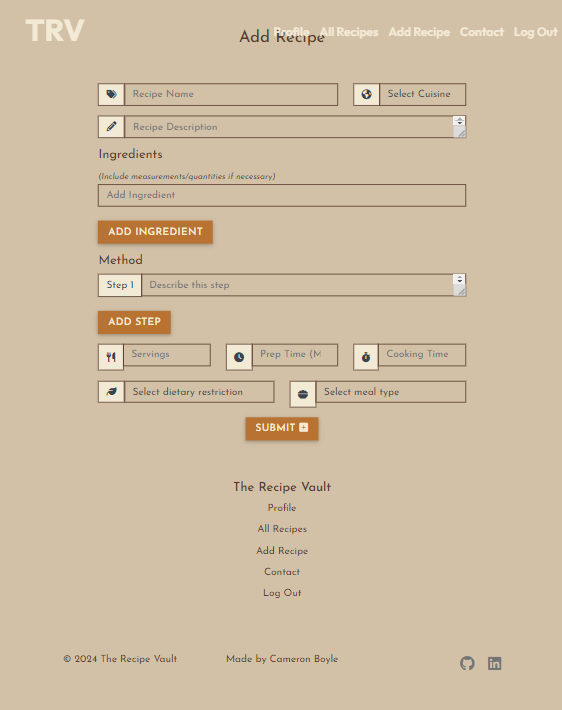 TRV
Profile All Recipes Add Recipe Contact Log Out
Add Recipe
Recipe Name Select Cuisine
Recipe Description
Ingredients
(Include measurements/quantities if necessary)
Add Ingredient
ADD INGREDIENT
Method
Step 1 Describe this step
ADD STEP
Servings Prep Time (M Cooking Time
Select dietary restriction Select meal type
SUBMIT
The Recipe Vault
Profile
All Recipes
Add Recipe
Contact
Log Out
© 2024 The Recipe Vault Made by Cameron Boyle